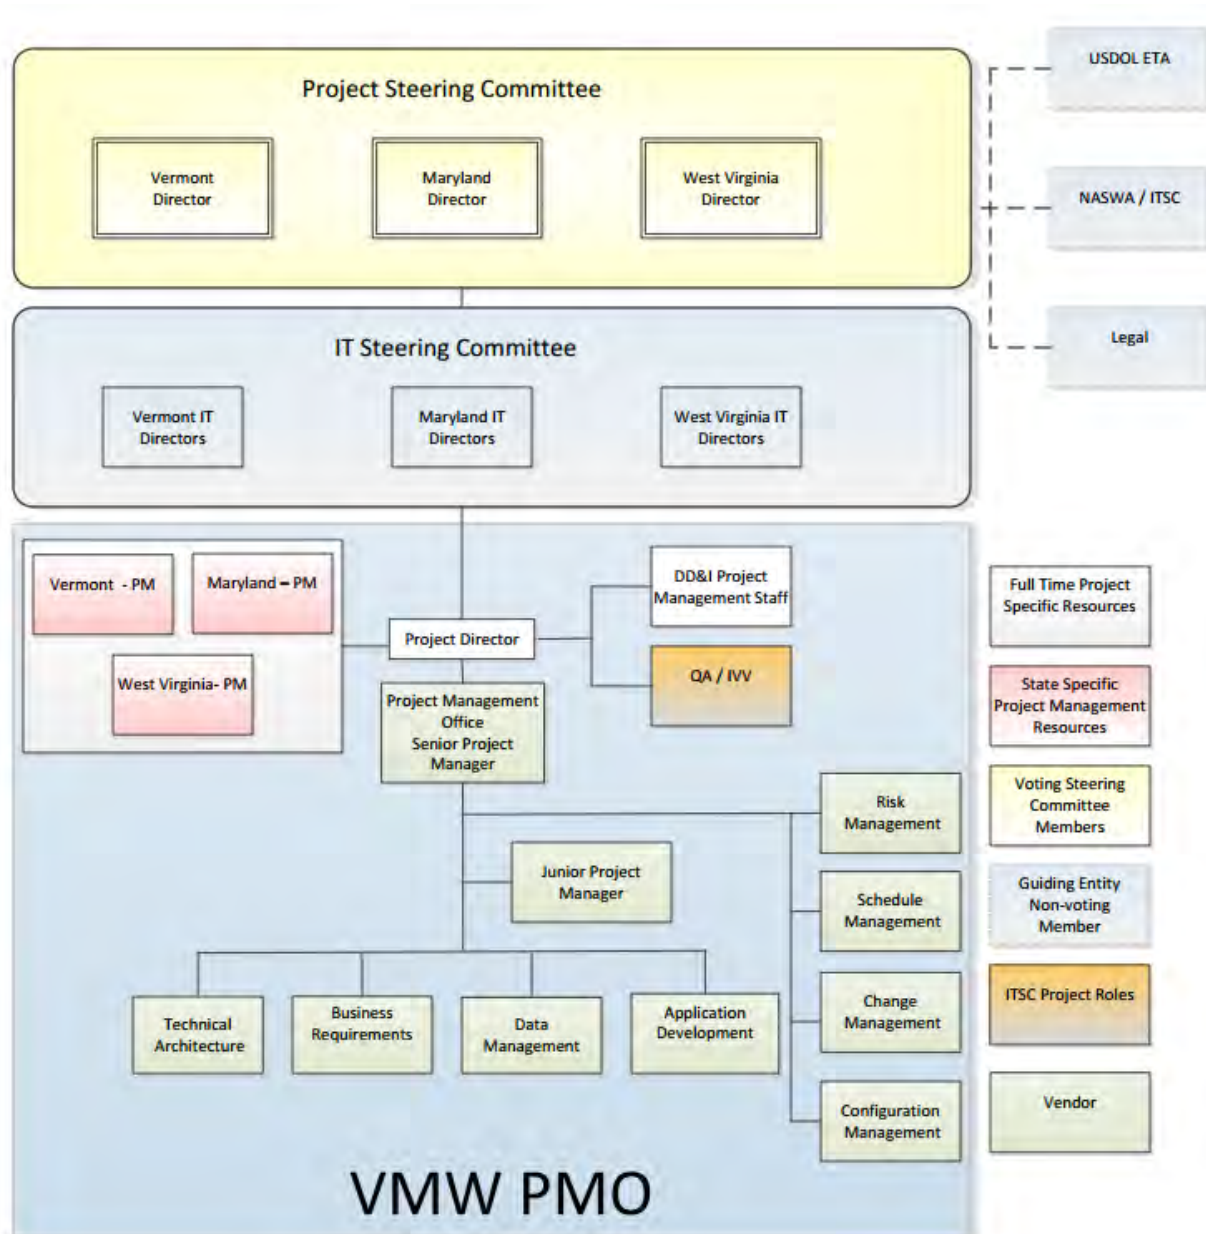 Project Steering Committee
Vermont
Director
Maryland
Director
West Virginia
Director
USDOL ETA
NASWA / ITSC
Legal
IT Steering Committee
Vermont IT
Directors
Maryland IT
Directors
West Virginia IT
Directors
Vermont - PM
Maryland – PM
West Virginia- PM
Project Director
DD&I Project
Management Staff
QA / IVV
Project Management
Office
Senior Project
Manager
Junior Project
Manager
Risk
Management
Schedule
Management
Change
Management
Configuration
Management
Technical
Architecture
Business
Requirements
Data
Management
Application
Development
Full Time Project
Specific Resources
State Specific
Project Management
Resources
Voting Steering
Committee
Members
Guiding Entity
Non-voting
Member
ITSC Project Roles
Vendor
VMW PMO